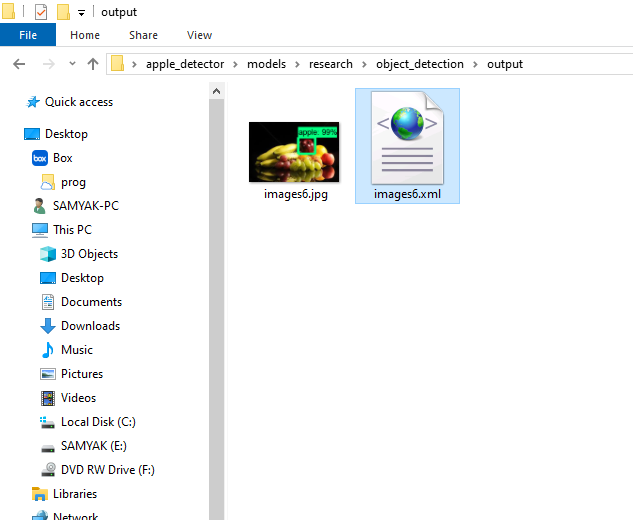 output
File Home Share View
apple_detector models research object_detection output
Quick access
Desktop
box Box
prog
SAMYAK-PC
This PC
3D Objects
Desktop
Documents
Downloads
Music
Pictures
Videos
Local Disk (C:)
SAMYAK (E:)
DVD RW Drive (F:)
Libraries
Network
apple: 99%
images6.jpg
images6.xml